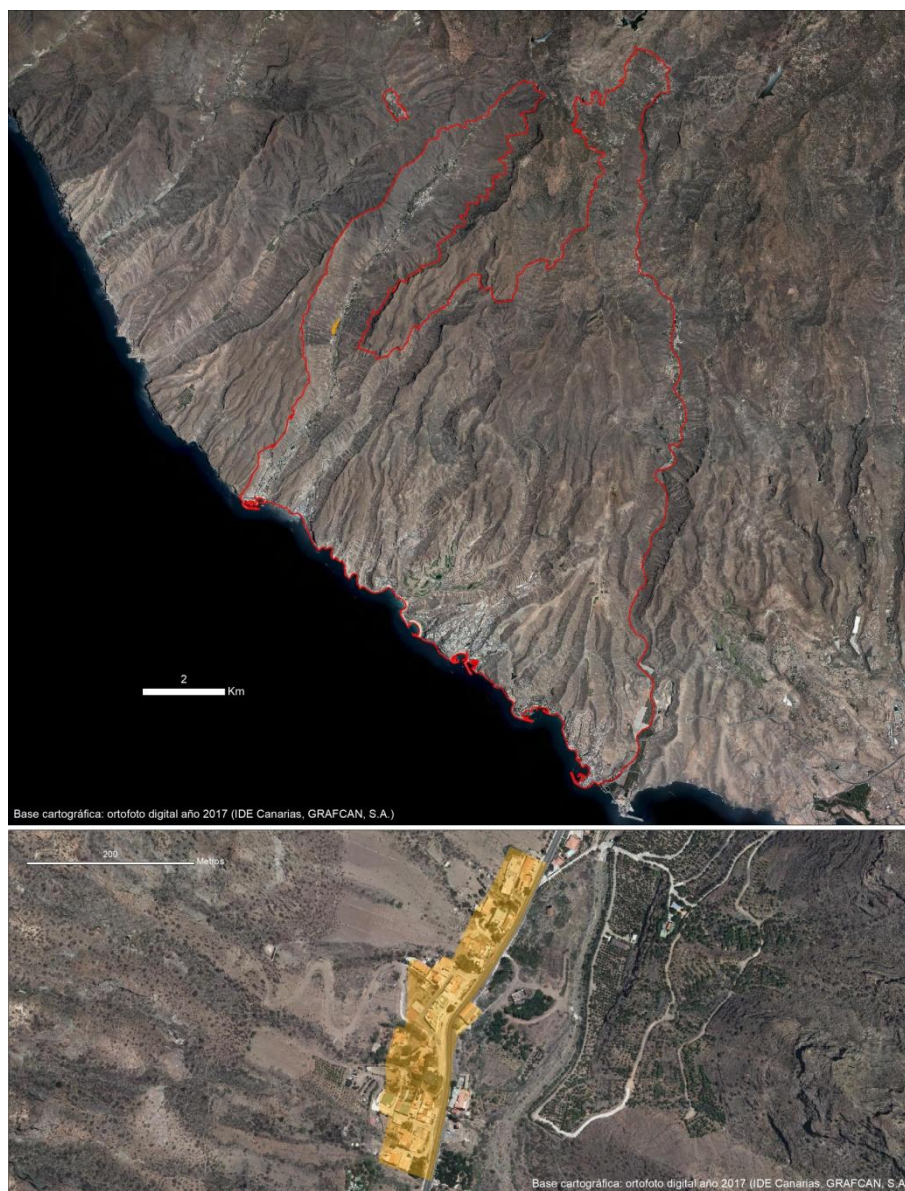 2
Km
Base cartográfica: ortofoto digital año 2017 (IDE Canarias, GRAFCAN, S.A.)
200
Metros
Base cartográfica: ortofoto digital año 2017 (IDE Canarias, GRAFCAN, S.A